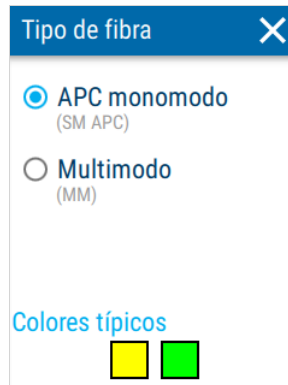 Tipo de fibra
APC monomodo
(SM APC)
Multimodo
(MM)
Colores típicos